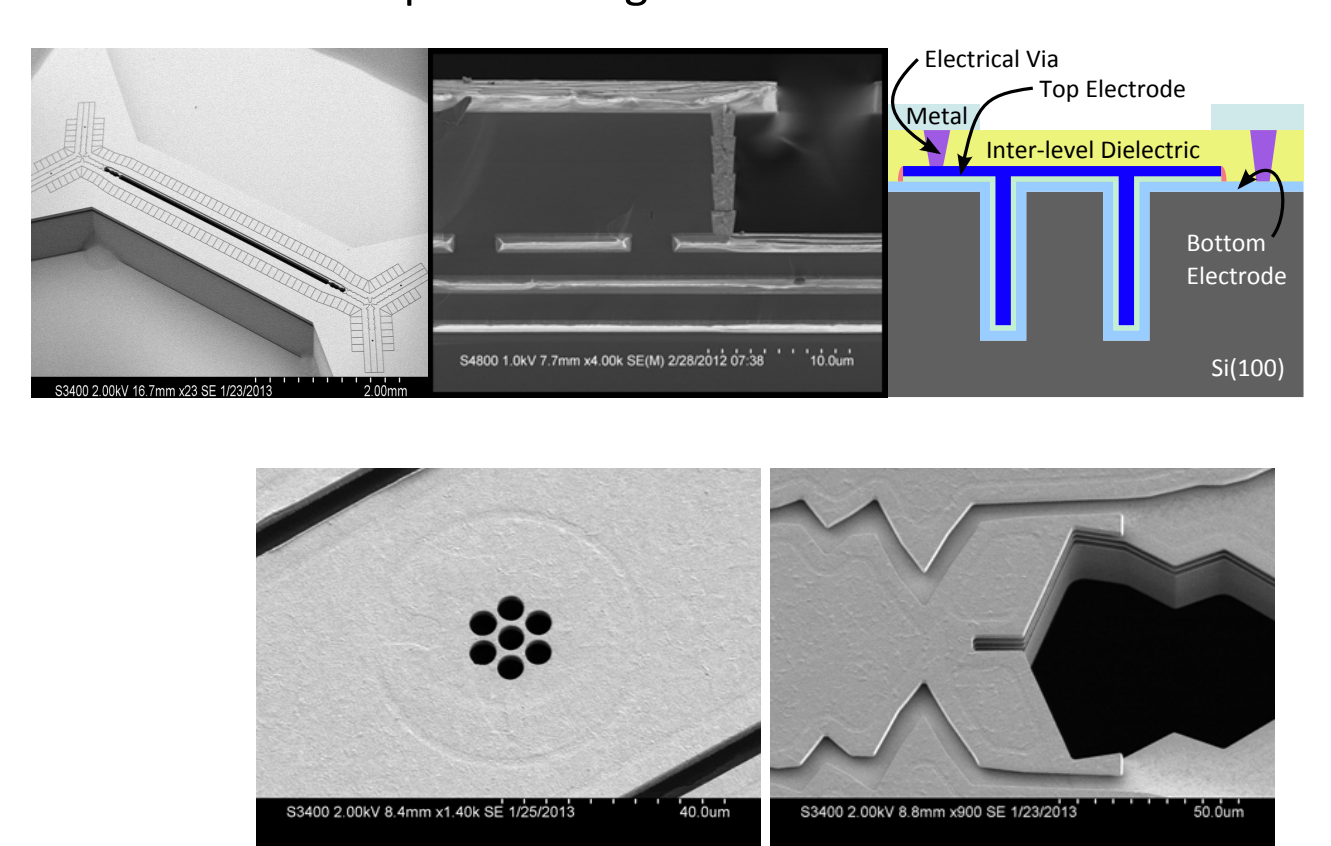 Electrical Via
Top Electrode
Metal
Inter-level Dielectric
Bottom
Electrode
Si(100)
S3400 2.00kV 16.7mm x23 SE 1/23/2013 2.00mm
S4800 1.0kV 7.7mm x4.00k SE(M) 2/28/2012 07:38 10.0um
S3400 2.00kV 8.4mm x1.40k SE 1/25/2013 40.0um
S3400 2.00kV 8.8mm x900 SE 1/23/2013 50.0um